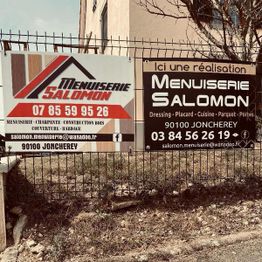 MENUISERIE
SALOMON
07 85 59 95 26
MENUISERIE - CHARPENTE CONSTRUCTION BOIS
COUVERTURE - BARDAGE
salomon.menuiserie@wanadoo.fr
90100 JONCHEREY
Ici une réalisation
MENUISERIE
SALOMON
Dressing - Placard - Cuisine - Parquet - Portes
90100 JONCHEREY
03 84 56 26 19
salomon.menuiserie@wanadoo.fr